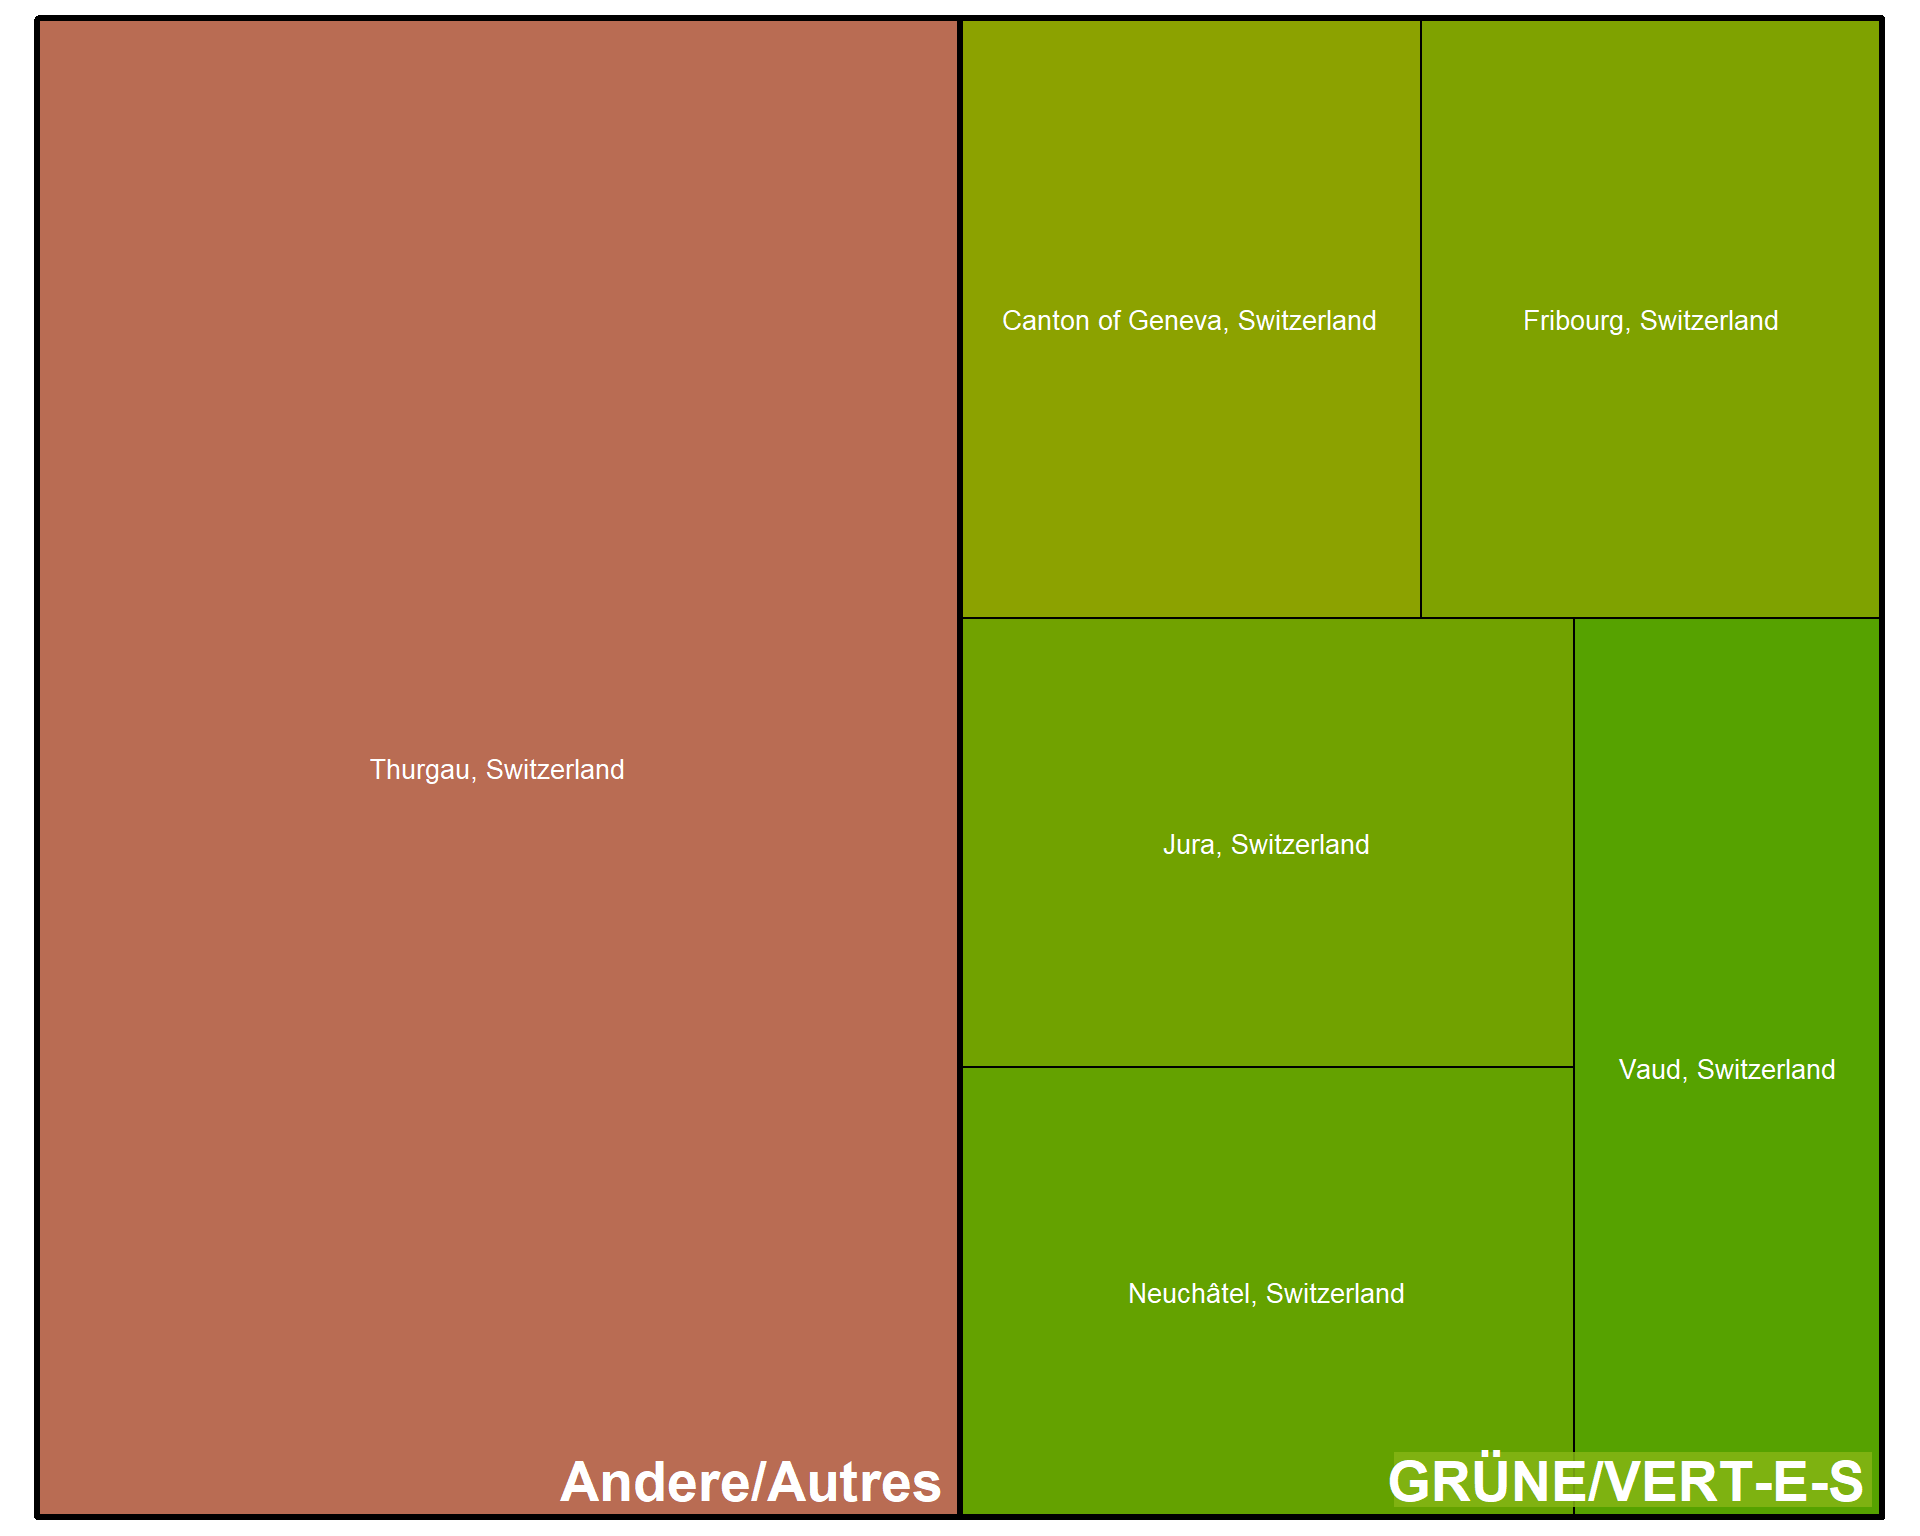 Canton of Geneva, Switzerland
Fribourg, Switzerland
Thurgau, Switzerland
Jura, Switzerland
Vaud, Switzerland
Neuchâtel, Switzerland
Andere/Autres
GRÜNE/VERT-E-S